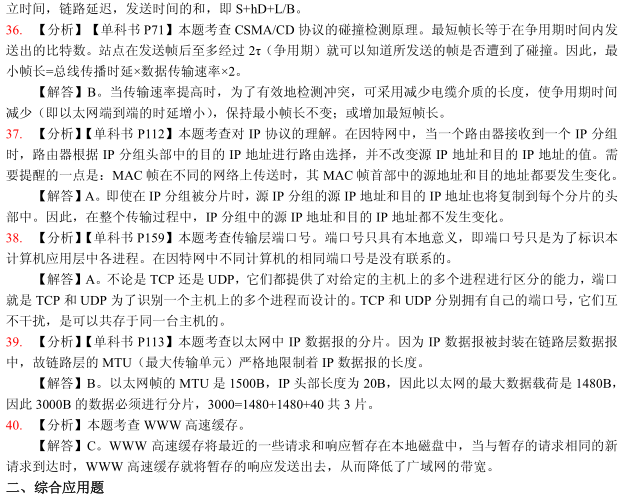 立时间，链路延迟，发送时间的和，即 S+hD+L/B。
36. 【分析】【单科书 P71】本题考查 CSMA/CD 协议的碰撞检测原理。最短帧长等于在争用期时间内发
送出的比特数。站点在发送帧后至多经过 2τ（争用期）就可以知道所发送的帧是否遭到了碰撞。因此，最
小帧长=总线传播时延×数据传输速率×2。
【解答】B。当传输速率提高时，为了有效地检测冲突，可采用减少电缆介质的长度，使争用期时间
减少（即以太网端到端的时延增小），保持最小帧长不变；或增加最短帧长。
37. 【分析】【单科书 P112】本题考查对 IP 协议的理解。在因特网中，当一个路由器接收到一个 IP 分组
时，路由器根据 IP 分组头部中的目的 IP 地址进行路由选择，并不改变源 IP 地址和目的 IP 地址的值。需
要提醒的一点是：MAC 帧在不同的网络上传送时，其 MAC 帧首部中的源地址和目的地址都要发生变化。
【解答】A。即使在 IP 分组被分片时，源 IP 分组的源 IP 地址和目的 IP 地址也将复制到每个分片的头
部中。因此，在整个传输过程中，IP 分组中的源 IP 地址和目的 IP 地址都不发生变化。
38. 【分析】【单科书 P159】本题考查传输层端口号。端口号只具有本地意义，即端口号只是为了标识本
计算机应用层中各进程。在因特网中不同计算机的相同端口号是没有联系的。
【解答】A。不论是 TCP 还是 UDP，它们都提供了对给定的主机上的多个进程进行区分的能力，端口
就是 TCP 和 UDP 为了识别一个主机上的多个进程而设计的。TCP 和 UDP 分别拥有自己的端口号，它们互
不干扰，是可以共存于同一台主机的。
39. 【分析】【单科书 P113】本题考查以太网中 IP 数据报的分片。因为 IP 数据报被封装在链路层数据报
中，故链路层的 MTU（最大传输单元）严格地限制着 IP 数据报的长度。
【解答】B。以太网帧的 MTU 是 1500B，IP 头部长度为 20B，因此以太网的最大数据载荷是 1480B，
因此 3000B 的数据必须进行分片，3000=1480+1480+40 共 3 片。
40. 【分析】本题考查 WWW 高速缓存。
【解答】C。WWW 高速缓存将最近的一些请求和响应暂存在本地磁盘中，当与暂存的请求相同的新
请求到达时，WWW 高速缓存就将暂存的响应发送出去，从而降低了广域网的带宽。
二、综合应用题